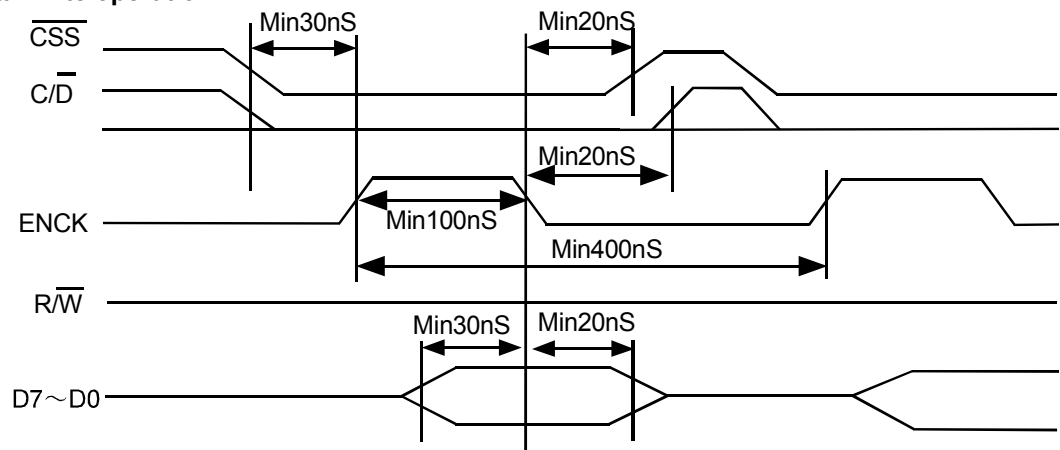 Min30nS Min20nS
CSS
C/D
Min20nS
ENCK
Min100nS
Min400nS
R/W
Min30nS Min20nS
D7～D0